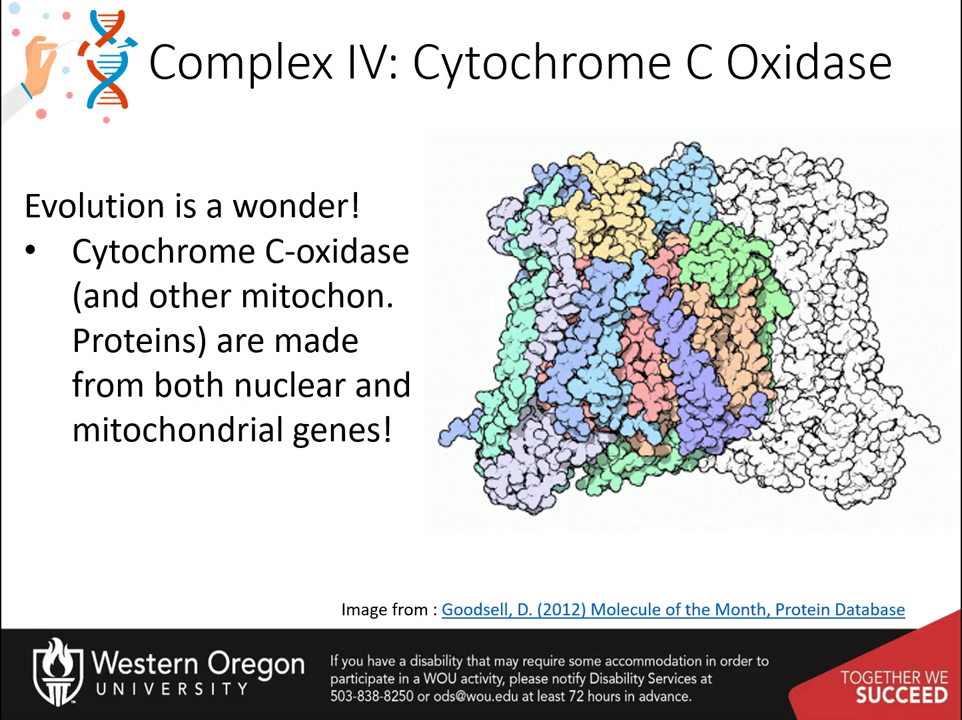 Complex IV: Cytochrome C Oxidase
Evolution is a wonder!
• Cytochrome C-oxidase
(and other mitochon.
Proteins) are made
from both nuclear and
mitochondrial genes!
Image from : Goodsell, D. (2012) Molecule of the Month, Protein Database
Western Oregon
UNIVERSITY
If you have a disability that may require some accommodation in order to
participate in a WOU activity, please notify Disability Services at
503-838-8250 or ods@wou.edu at least 72 hours in advance.
TOGETHER WE
SUCCEED